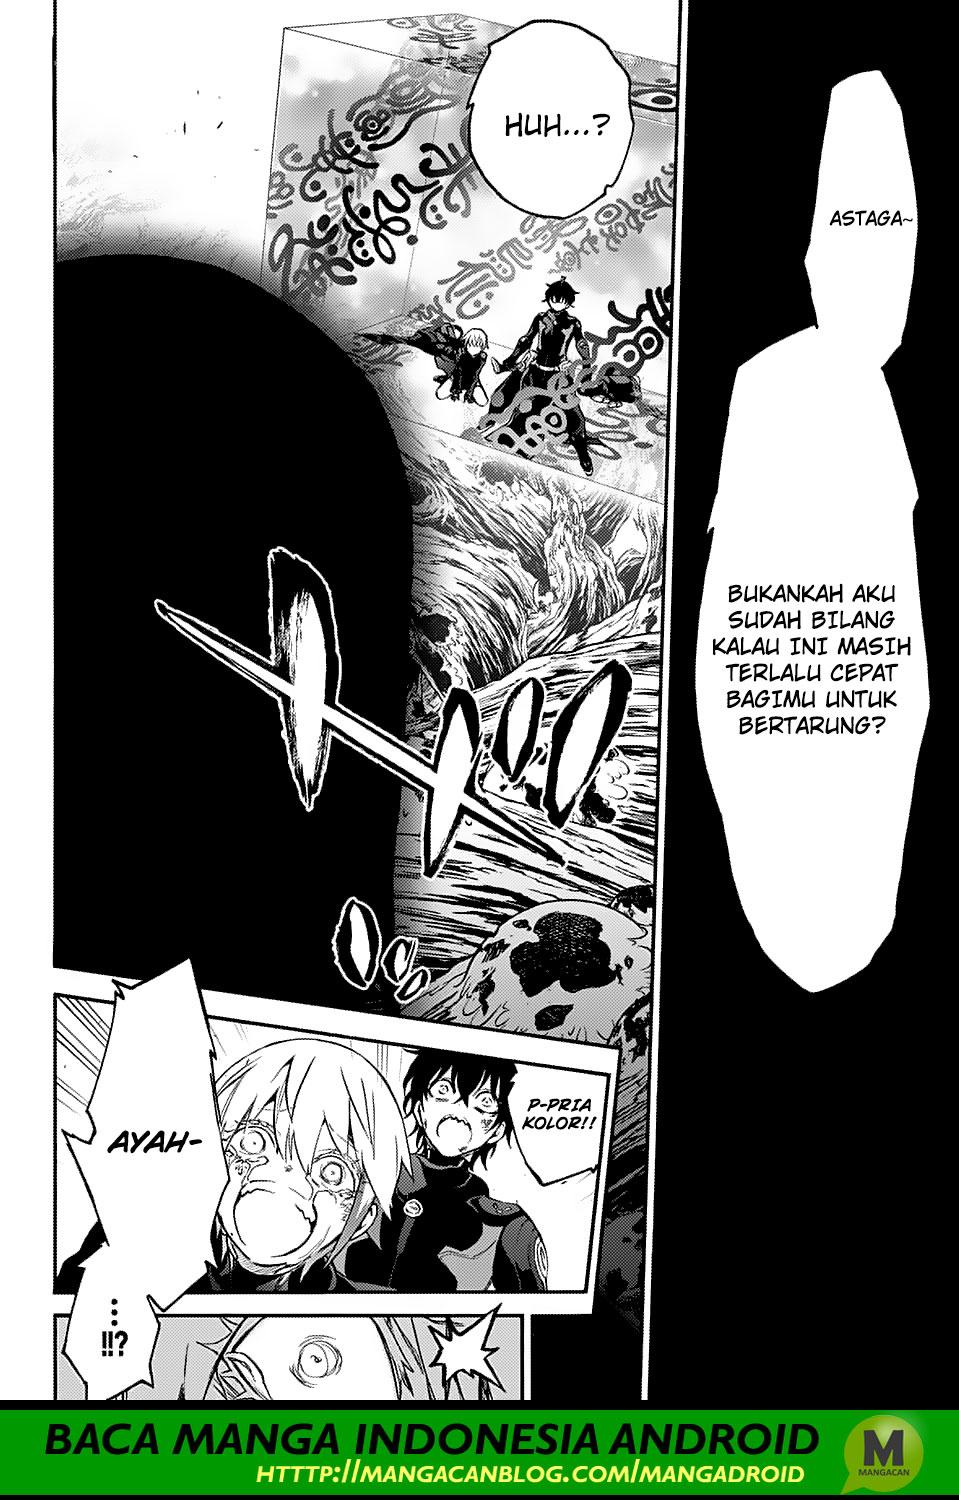 ASTAGA~
BUKANKAH AKU
SUDAH BILANG
KALAU INI MASIH
TERLALU CEPAT
BAGIMU UNTUK
BERTARUNG?
HUH...?
P-PRIA
KOLOR!!
AYAH-
...
!!?
BACA MANGA INDONESIA ANDROID
HTTTP://MANGACANBLOG.COM/MANGADROID
M
MANGACAN